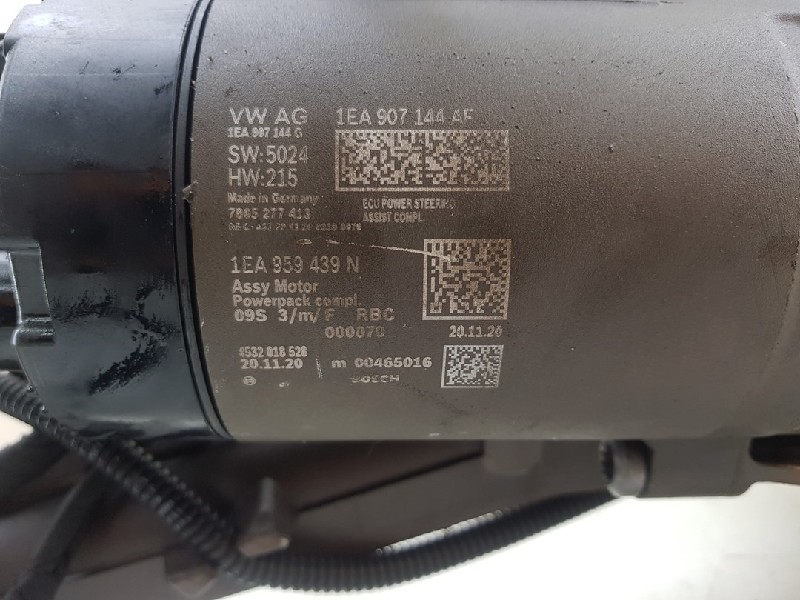 VW AG 1EA 907 144 AF
1EA 907 144 G
SW:5024
HW:215
Made in Germany
ECU POWER STEERING
7805 277 413
ASSIST COMPL.
1EA 959 439 N
Assy Motor
Powerpack compl.
09S 3/m/F RBC
000070
20.11.20
20.11.20 m 00465016
BOSCH